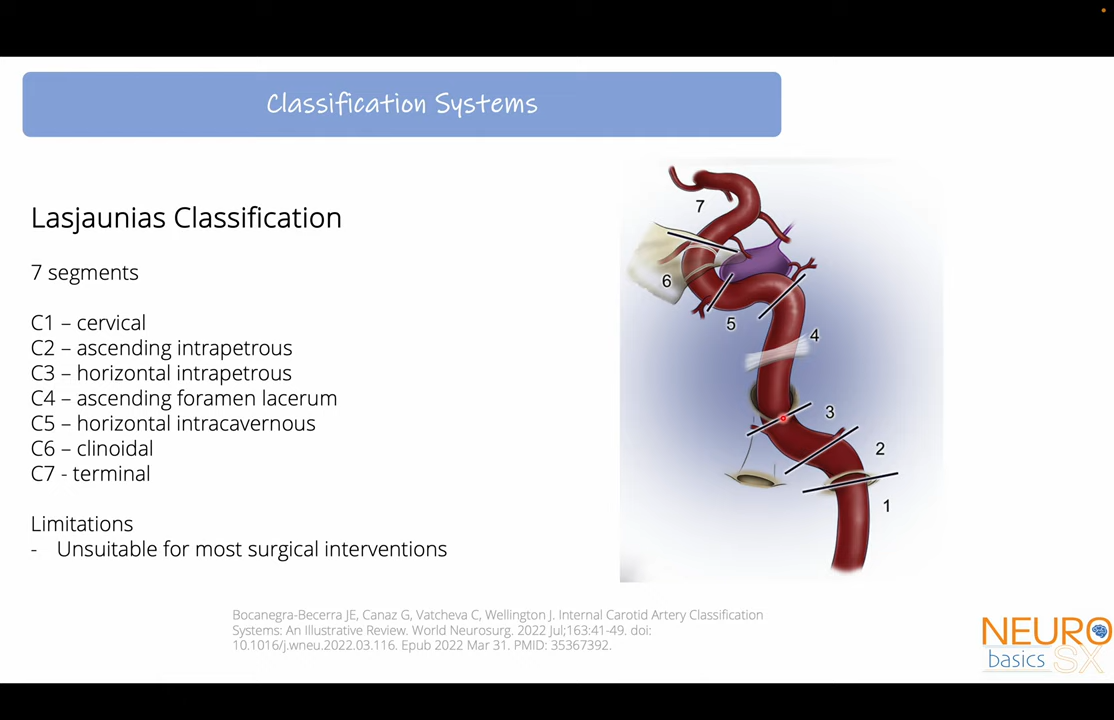 Classification Systems
Lasjaunias Classification
7 segments
C1 – cervical
C2 – ascending intrapetrous
C3 – horizontal intrapetrous
C4 – ascending foramen lacerum
C5 – horizontal intracavernous
C6 – clinoidal
C7 - terminal
Limitations
- Unsuitable for most surgical interventions
7
6
5
4
3
2
1
Bocanegra-Becerra JE, Canaz G, Vatcheva C, Wellington J. Internal Carotid Artery Classification
Systems: An Illustrative Review. World Neurosurg. 2022 Jul;163:41-49. doi:
10.1016/j.wneu.2022.03.116. Epub 2022 Mar 31. PMID: 35367392.
NEURO
basics SX